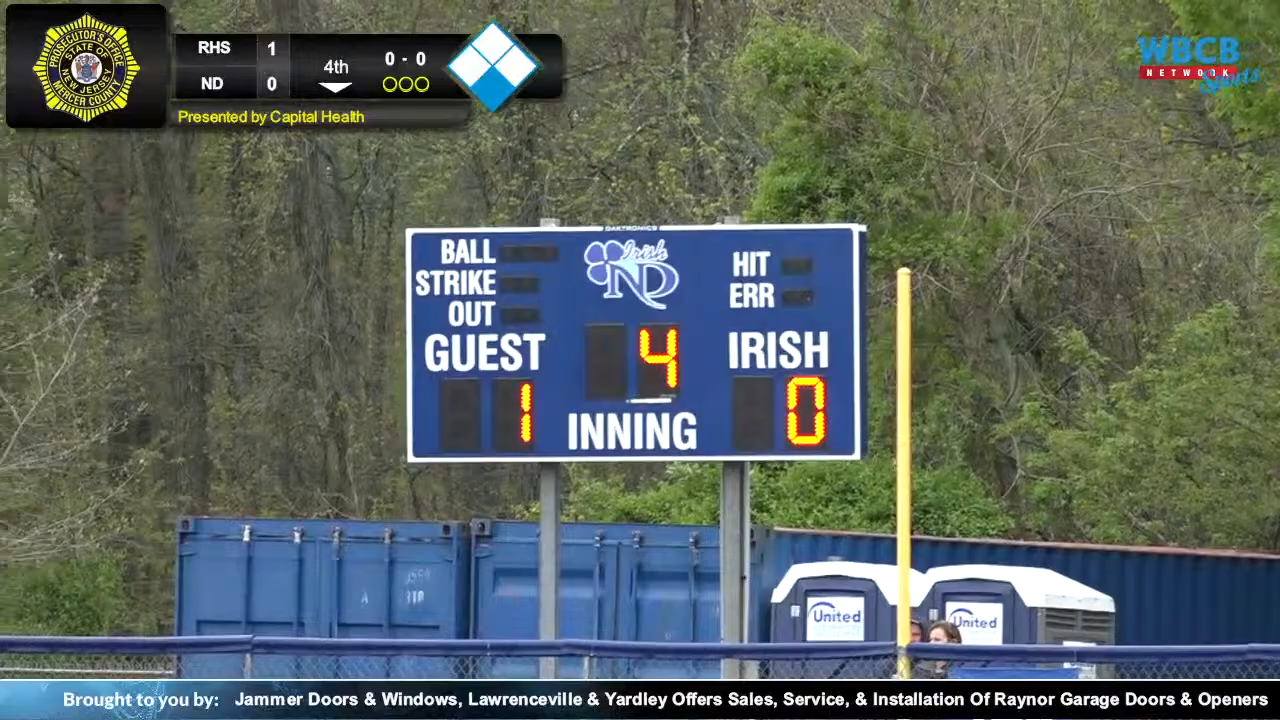 PROSECUTOR'S OFFICE
STATE OF
NEW JERSEY
MERCER COUNTY
RHS 1
ND 0
4th
0 - 0
Presented by Capital Health
WBCB
NETWORK
Sports
DAKTRONICS
BALL
STRIKE
OUT
Irish
ND
HIT
ERR
GUEST
4
IRISH
1
INNING
0
United
United
Brought to you by: Jammer Doors & Windows, Lawrenceville & Yardley Offers Sales, Service, & Installation Of Raynor Garage Doors & Openers